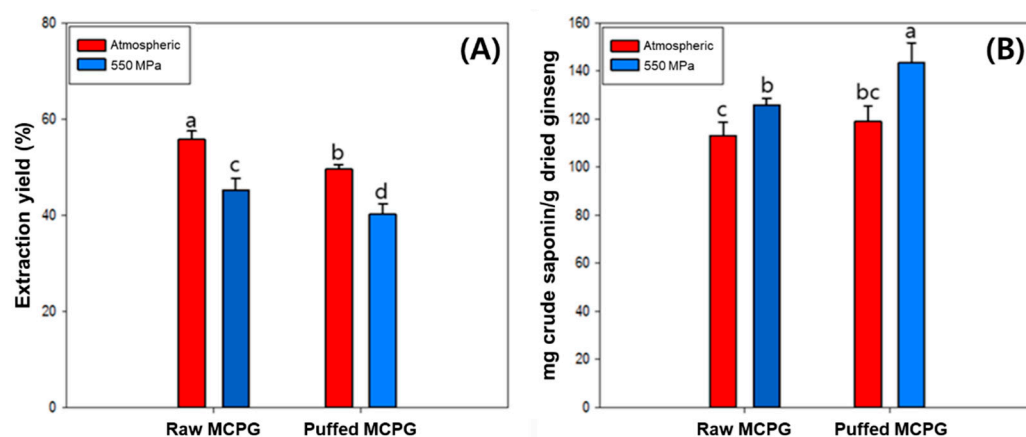 80
60
40
20
0
Extraction yield (%)
Atmospheric
550 MPa
(A)
a
c
b
d
Raw MCPG
Puffed MCPG
160
140
120
100
80
60
40
20
0
mg crude saponin/g dried ginseng
Atmospheric
550 MPa
(B)
c
b
bc
a
Raw MCPG
Puffed MCPG